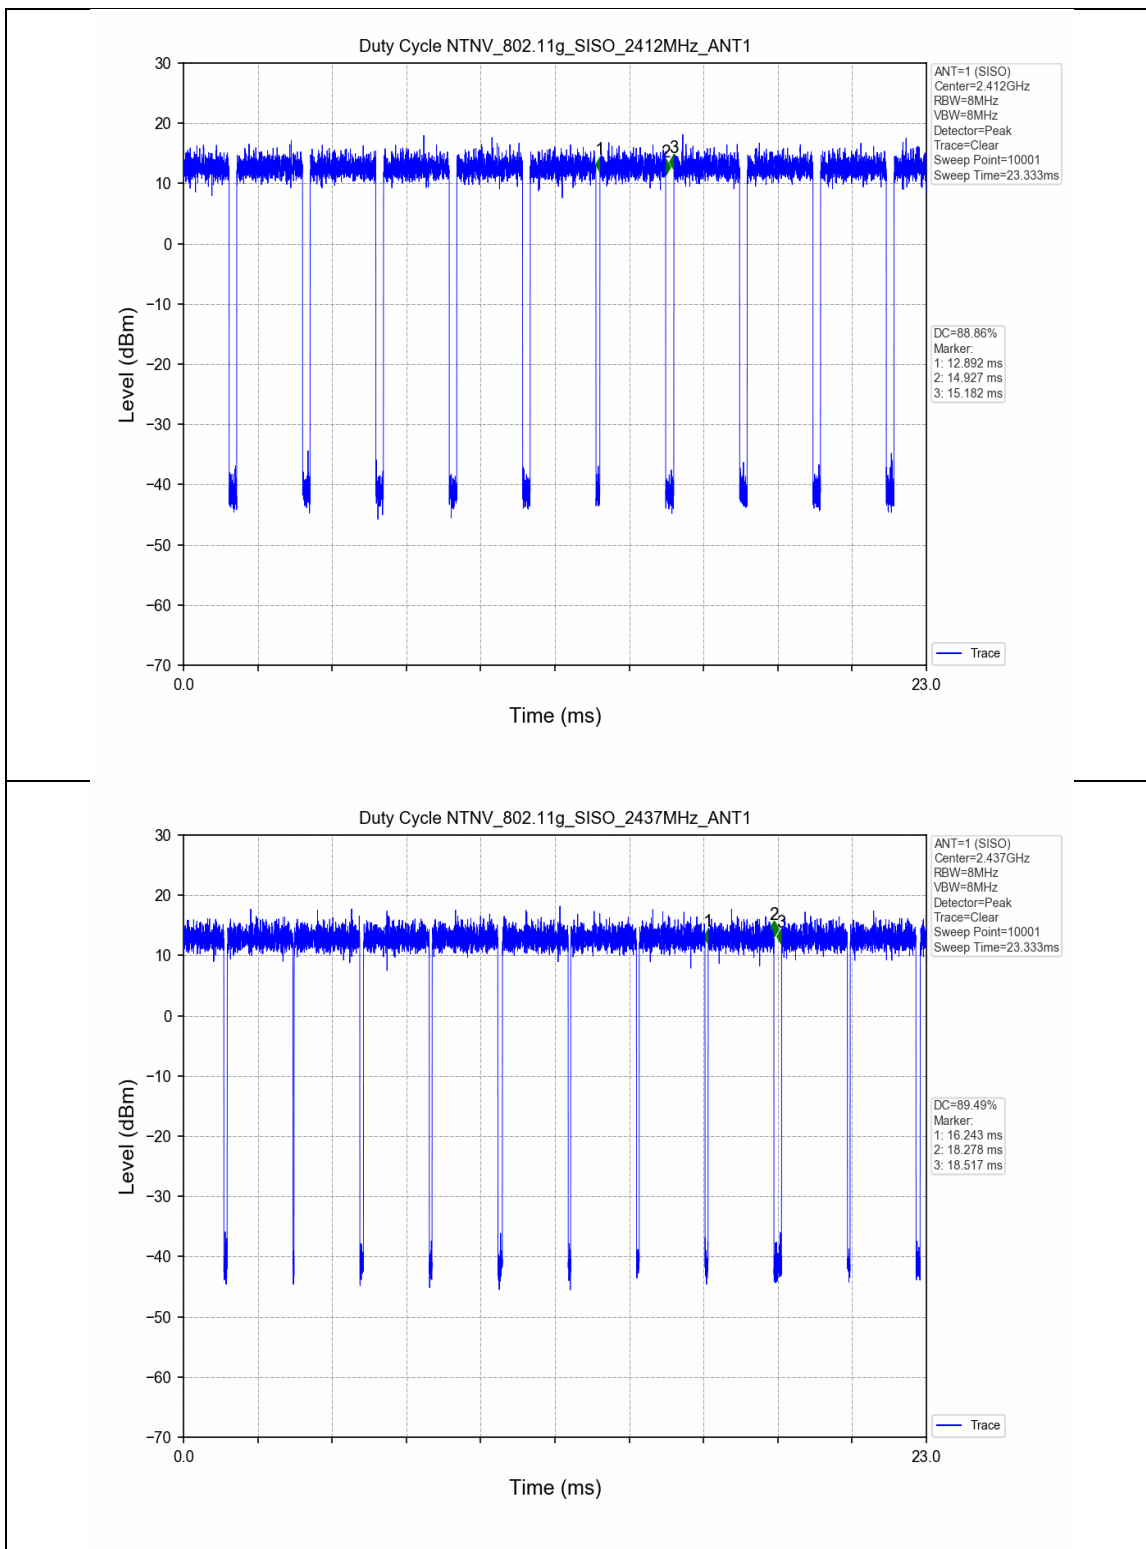 Duty Cycle NTNV_802.11g_SISO_2412MHz_ANT1
30
20
10
0
−10
−20
−30
−40
−50
−60
−70
Level (dBm)
0.0
23.0
Time (ms)
1
2
3
ANT=1 (SISO)
Center=2.412GHz
RBW=8MHz
VBW=8MHz
Detector=Peak
Trace=Clear
Sweep Point=10001
Sweep Time=23.333ms
DC=88.86%
Marker:
1: 12.892 ms
2: 14.927 ms
3: 15.182 ms
Trace
Duty Cycle NTNV_802.11g_SISO_2437MHz_ANT1
30
20
10
0
−10
−20
−30
−40
−50
−60
−70
Level (dBm)
0.0
23.0
Time (ms)
1
2
3
ANT=1 (SISO)
Center=2.437GHz
RBW=8MHz
VBW=8MHz
Detector=Peak
Trace=Clear
Sweep Point=10001
Sweep Time=23.333ms
DC=89.49%
Marker:
1: 16.243 ms
2: 18.278 ms
3: 18.517 ms
Trace